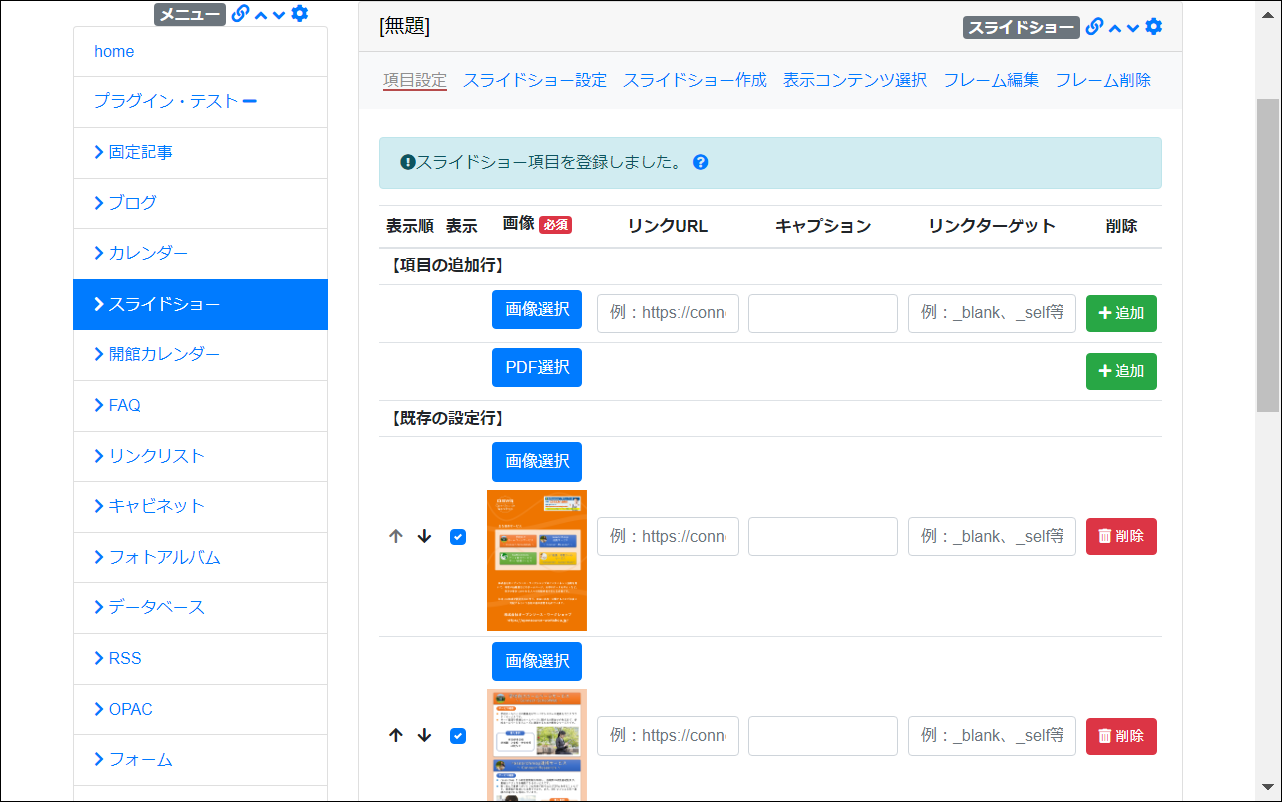 メニュー
home
プラグイン・テスト
固定記事
ブログ
カレンダー
スライドショー
開館カレンダー
FAQ
リンクリスト
キャビネット
フォトアルバム
データベース
RSS
OPAC
フォーム
[無題]
スライドショー
項目設定 スライドショー設定 スライドショー作成 表示コンテンツ選択 フレーム編集 フレーム削除
スライドショー項目を登録しました。
表示順 表示 画像 必須 リンクURL キャプション リンクターゲット 削除
【項目の追加行】
画像選択 例：https://conn 例：_blank、_self等 追加
PDF選択 追加
【既存の設定行】
画像選択
例：https://conn 例：_blank、_self等 削除
画像選択
例：https://conn 例：_blank、_self等 削除